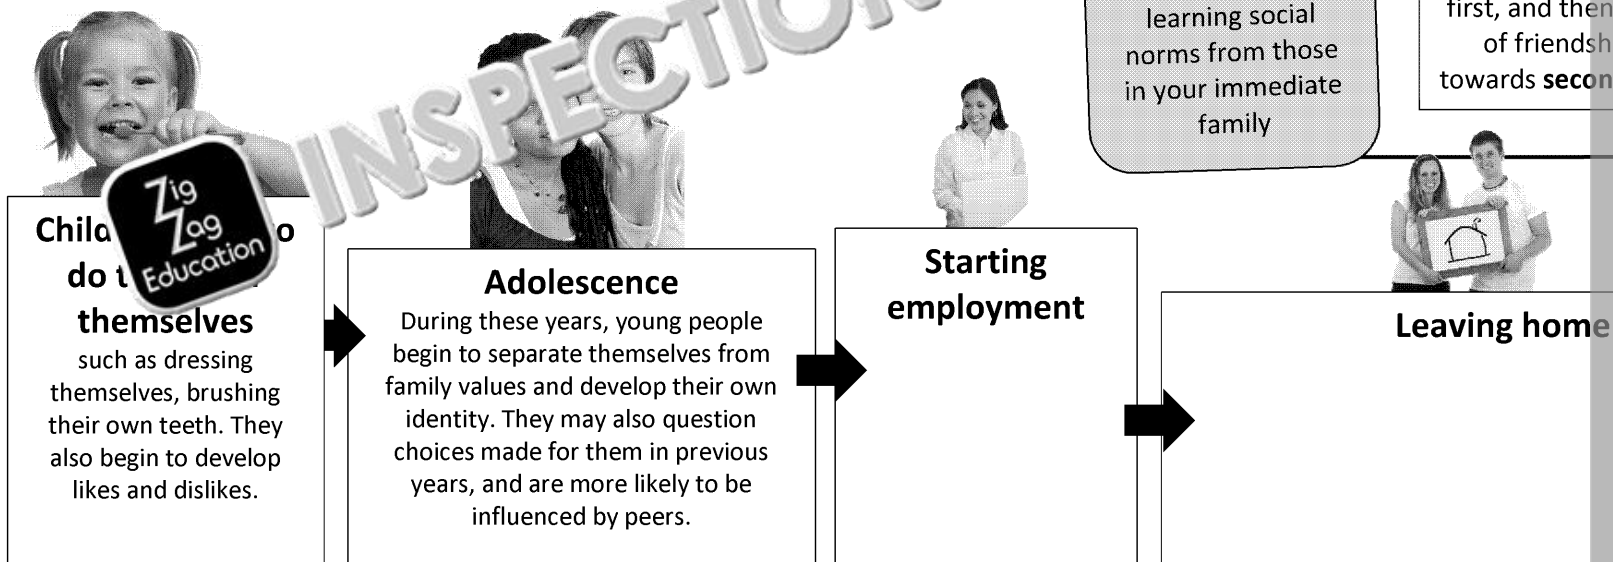 INSPECTION
learning social
norms from those
in your immediate
family
first, and then
of friendsh
towards secon
Zig
Zag
Education
Child o
do t
themselves
such as dressing
themselves, brushing
their own teeth. They
also begin to develop
likes and dislikes.
Adolescence
During these years, young people
begin to separate themselves from
family values and develop their own
identity. They may also question
choices made for them in previous
years, and are more likely to be
influenced by peers.
Starting
employment
Leaving home